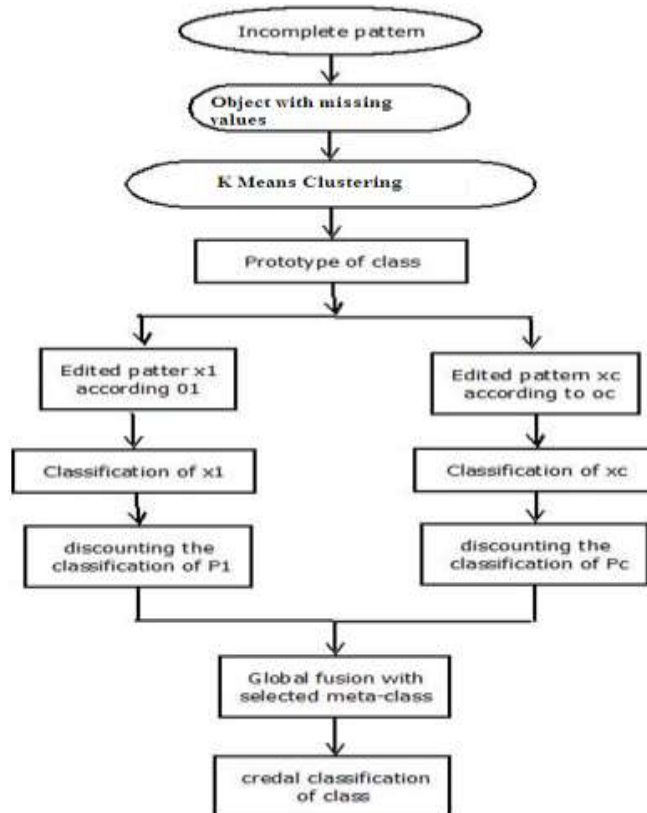 Incomplete pattern
Object with missing
values
K Means Clustering
Prototype of class
Edited patter x1
according 01
Edited pattern xc
according to oc
Classification of x1
Classification of xc
discounting the
classification of P1
discounting the
classification of Pc
Global fusion with
selected meta-class
credal classification
of class